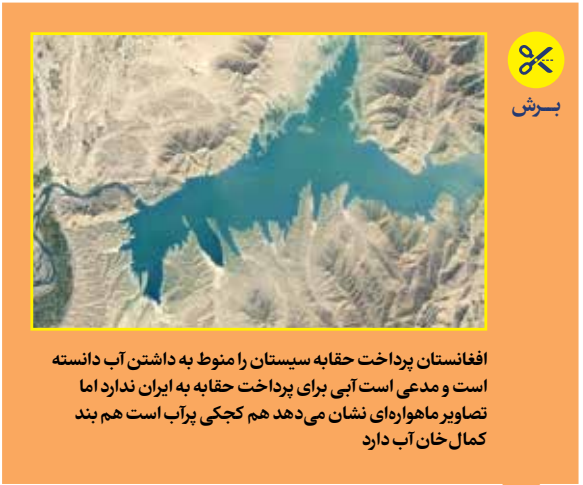 بــرش
افغانستان پرداخت حقابه سیستان را منوط به داشتن آب دانسته
است و مدعی است آبی برای پرداخت حقابه به ایران ندارد اما
تصاویر ماهواره‌ای نشان می‌دهد هم کجکی پرآب است هم بند
کمال‌خان آب دارد